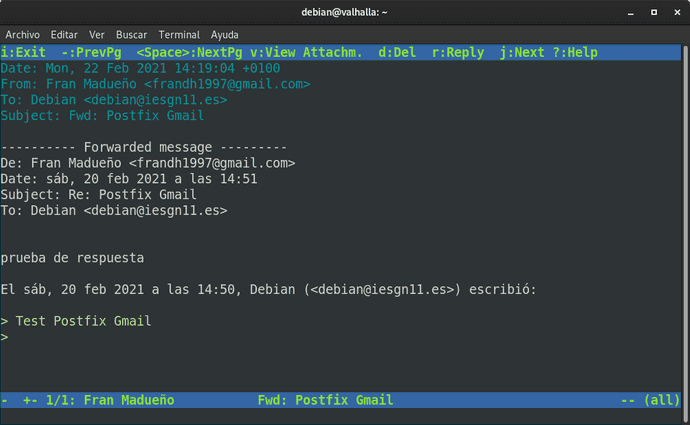 debian@valhalla: ~
Archivo Editar Ver Buscar Terminal Ayuda
i:Exit -:PrevPg <Space>:NextPg v:View Attachm. d:Del r:Reply j:Next ?:Help
Date: Mon, 22 Feb 2021 14:19:04 +0100
From: Fran Madueño <frandh1997@gmail.com>
To: Debian <debian@iesgn11.es>
Subject: Fwd: Postfix Gmail
---------- Forwarded message ---------
De: Fran Madueño <frandh1997@gmail.com>
Date: sáb, 20 feb 2021 a las 14:51
Subject: Re: Postfix Gmail
To: Debian <debian@iesgn11.es>
prueba de respuesta
El sáb, 20 feb 2021 a las 14:50, Debian (<debian@iesgn11.es>) escribió:
> Test Postfix Gmail
>
- +- 1/1: Fran Madueño Fwd: Postfix Gmail -- (all)